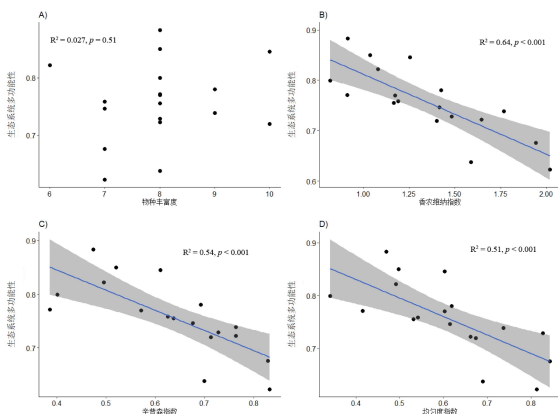 A)
R² = 0.027, p = 0.51
生态系统多功能性
0.8
0.7
6
7
8
9
10
物种丰富度
B)
R² = 0.64, p < 0.001
生态系统多功能性
0.9
0.8
0.7
0.6
1.00
1.25
1.50
1.75
2.00
香农维纳指数
C)
R² = 0.54, p < 0.001
生态系统多功能性
0.9
0.8
0.7
0.4
0.5
0.6
0.7
0.8
辛普森指数
D)
R² = 0.51, p < 0.001
生态系统多功能性
0.9
0.8
0.7
0.4
0.5
0.6
0.7
0.8
均匀度指数